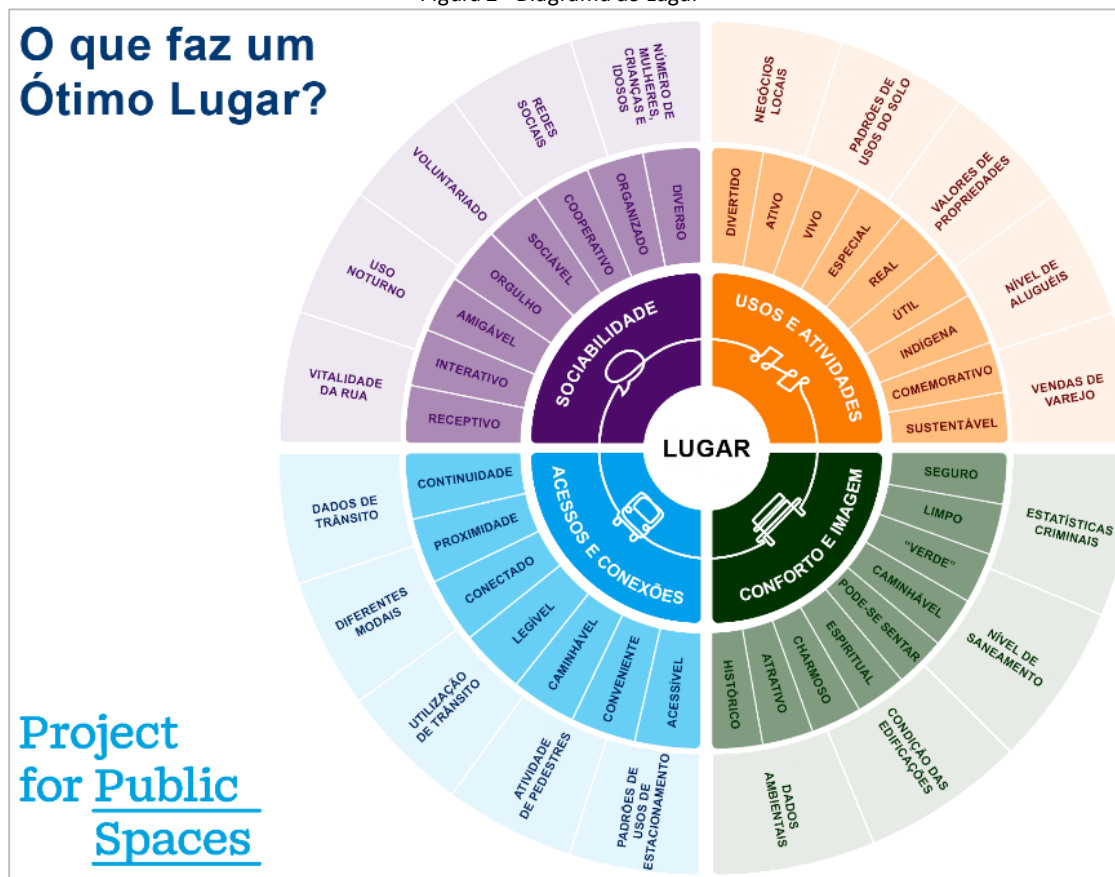 Figura 2 - Diagrama do Lugar
O que faz um
Ótimo Lugar?
LUGAR
SOCIABILIDADE
DIVERSO
ORGANIZADO
COOPERATIVO
SOCIÁVEL
ORGULHO
AMIGÁVEL
INTERATIVO
RECEPTIVO
NÚMERO DE
MULHERES,
CRIANÇAS E
IDOSOS
REDES
SOCIAIS
VOLUNTARIADO
USO
NOTURNO
VITALIDADE
DA RUA
USOS E ATIVIDADES
DIVERTIDO
ATIVO
VIVO
ESPECIAL
REAL
ÚTIL
INDÍGENA
COMEMORATIVO
SUSTENTÁVEL
NEGÓCIOS
LOCAIS
PADRÕES DE
USOS DO SOLO
VALORES DE
PROPRIEDADES
NÍVEL DE
ALUGUÉIS
VENDAS DE
VAREJO
ACESSOS E CONEXÕES
CONTINUIDADE
PROXIMIDADE
CONECTADO
LEGÍVEL
CAMINHÁVEL
CONVENIENTE
ACESSÍVEL
DADOS DE
TRÂNSITO
DIFERENTES
MODAIS
UTILIZAÇÃO
DE TRÂNSITO
ATIVIDADE
DE PEDESTRES
PADRÕES DE
USOS DE
ESTACIONAMENTO
CONFORTO E IMAGEM
SEGURO
LIMPO
“VERDE”
CAMINHÁVEL
PODE-SE SENTAR
ESPIRITUAL
CHARMOSO
ATRATIVO
HISTÓRICO
ESTATÍSTICAS
CRIMINAIS
NÍVEL DE
SANEAMENTO
CONDIÇÃO DAS
EDIFICAÇÕES
DADOS
AMBIENTAIS
Project
for Public
Spaces